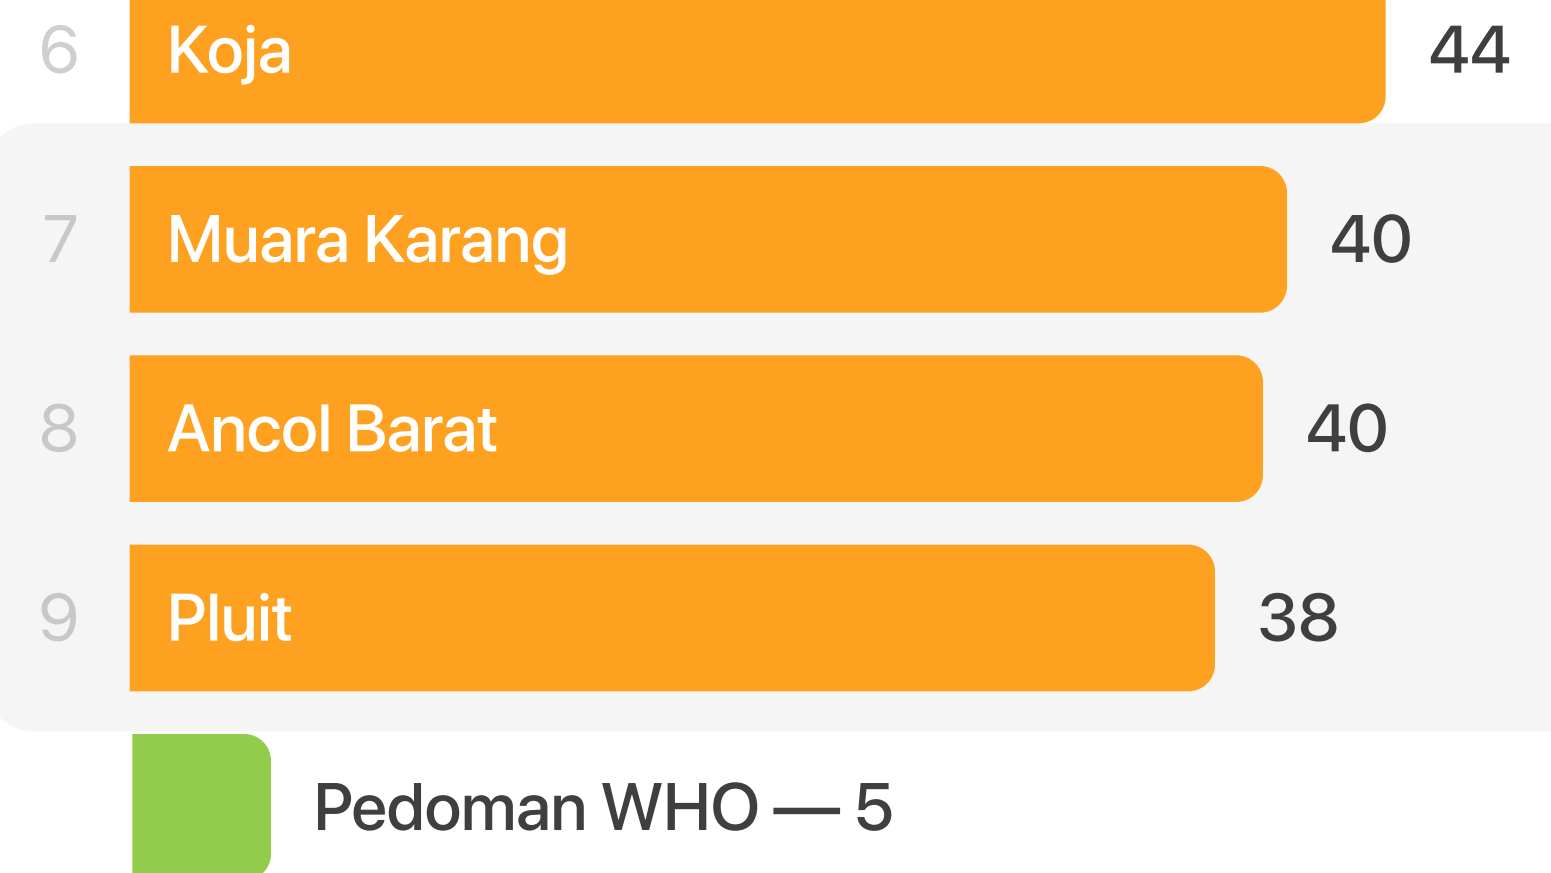 6 Koja 44
7 Muara Karang 40
8 Ancol Barat 40
9 Pluit 38
Pedoman WHO — 5